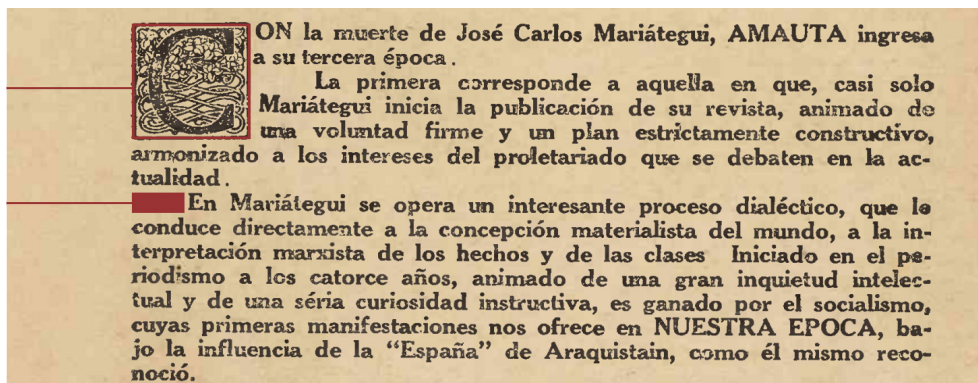 CON la muerte de José Carlos Mariátegui, AMAUTA ingresa
a su tercera época.
La primera corresponde a aquella en que, casi solo
Mariátegui inicia la publicación de su revista, animado de
una voluntad firme y un plan estrictamente constructivo,
armonizado a los intereses del proletariado que se debaten en la ac-
tualidad.
En Mariátegui se opera un interesante proceso dialéctico, que le
conduce directamente a la concepción materialista del mundo, a la in-
terpretación marxista de los hechos y de las clases Iniciado en el pe-
riodismo a los catorce años, animado de una gran inquietud intelec-
tual y de una séria curiosidad instructiva, es ganado por el socialismo,
cuyas primeras manifestaciones nos ofrece en NUESTRA EPOCA, ba-
jo la influencia de la “España” de Araquistain, como él mismo reco-
noció.